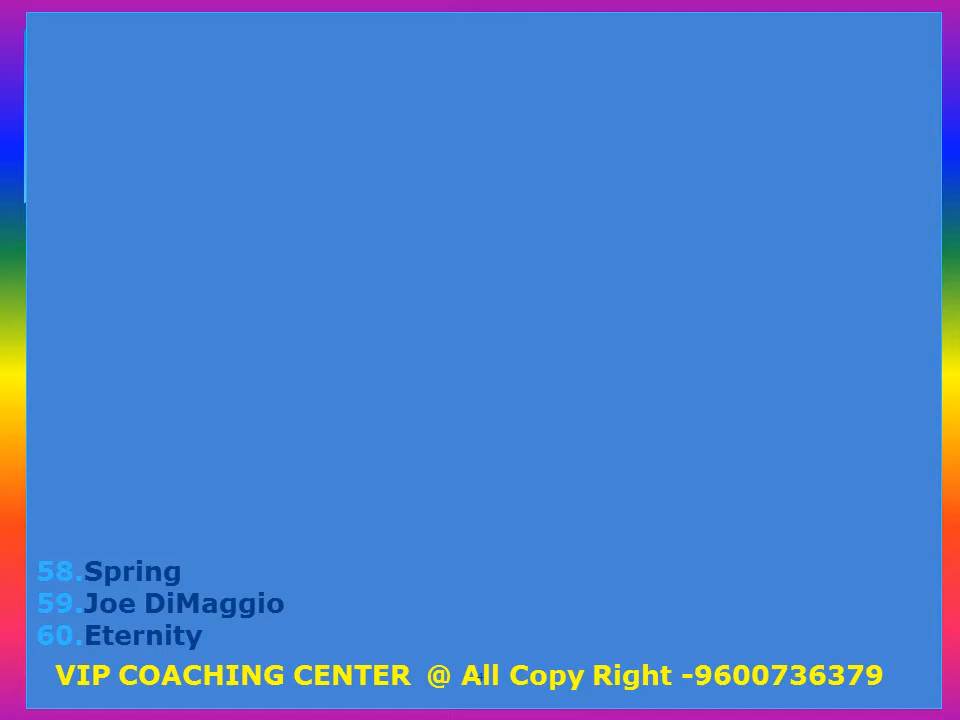 58.Spring
59.Joe DiMaggio
60.Eternity
VIP COACHING CENTER @ All Copy Right -9600736379